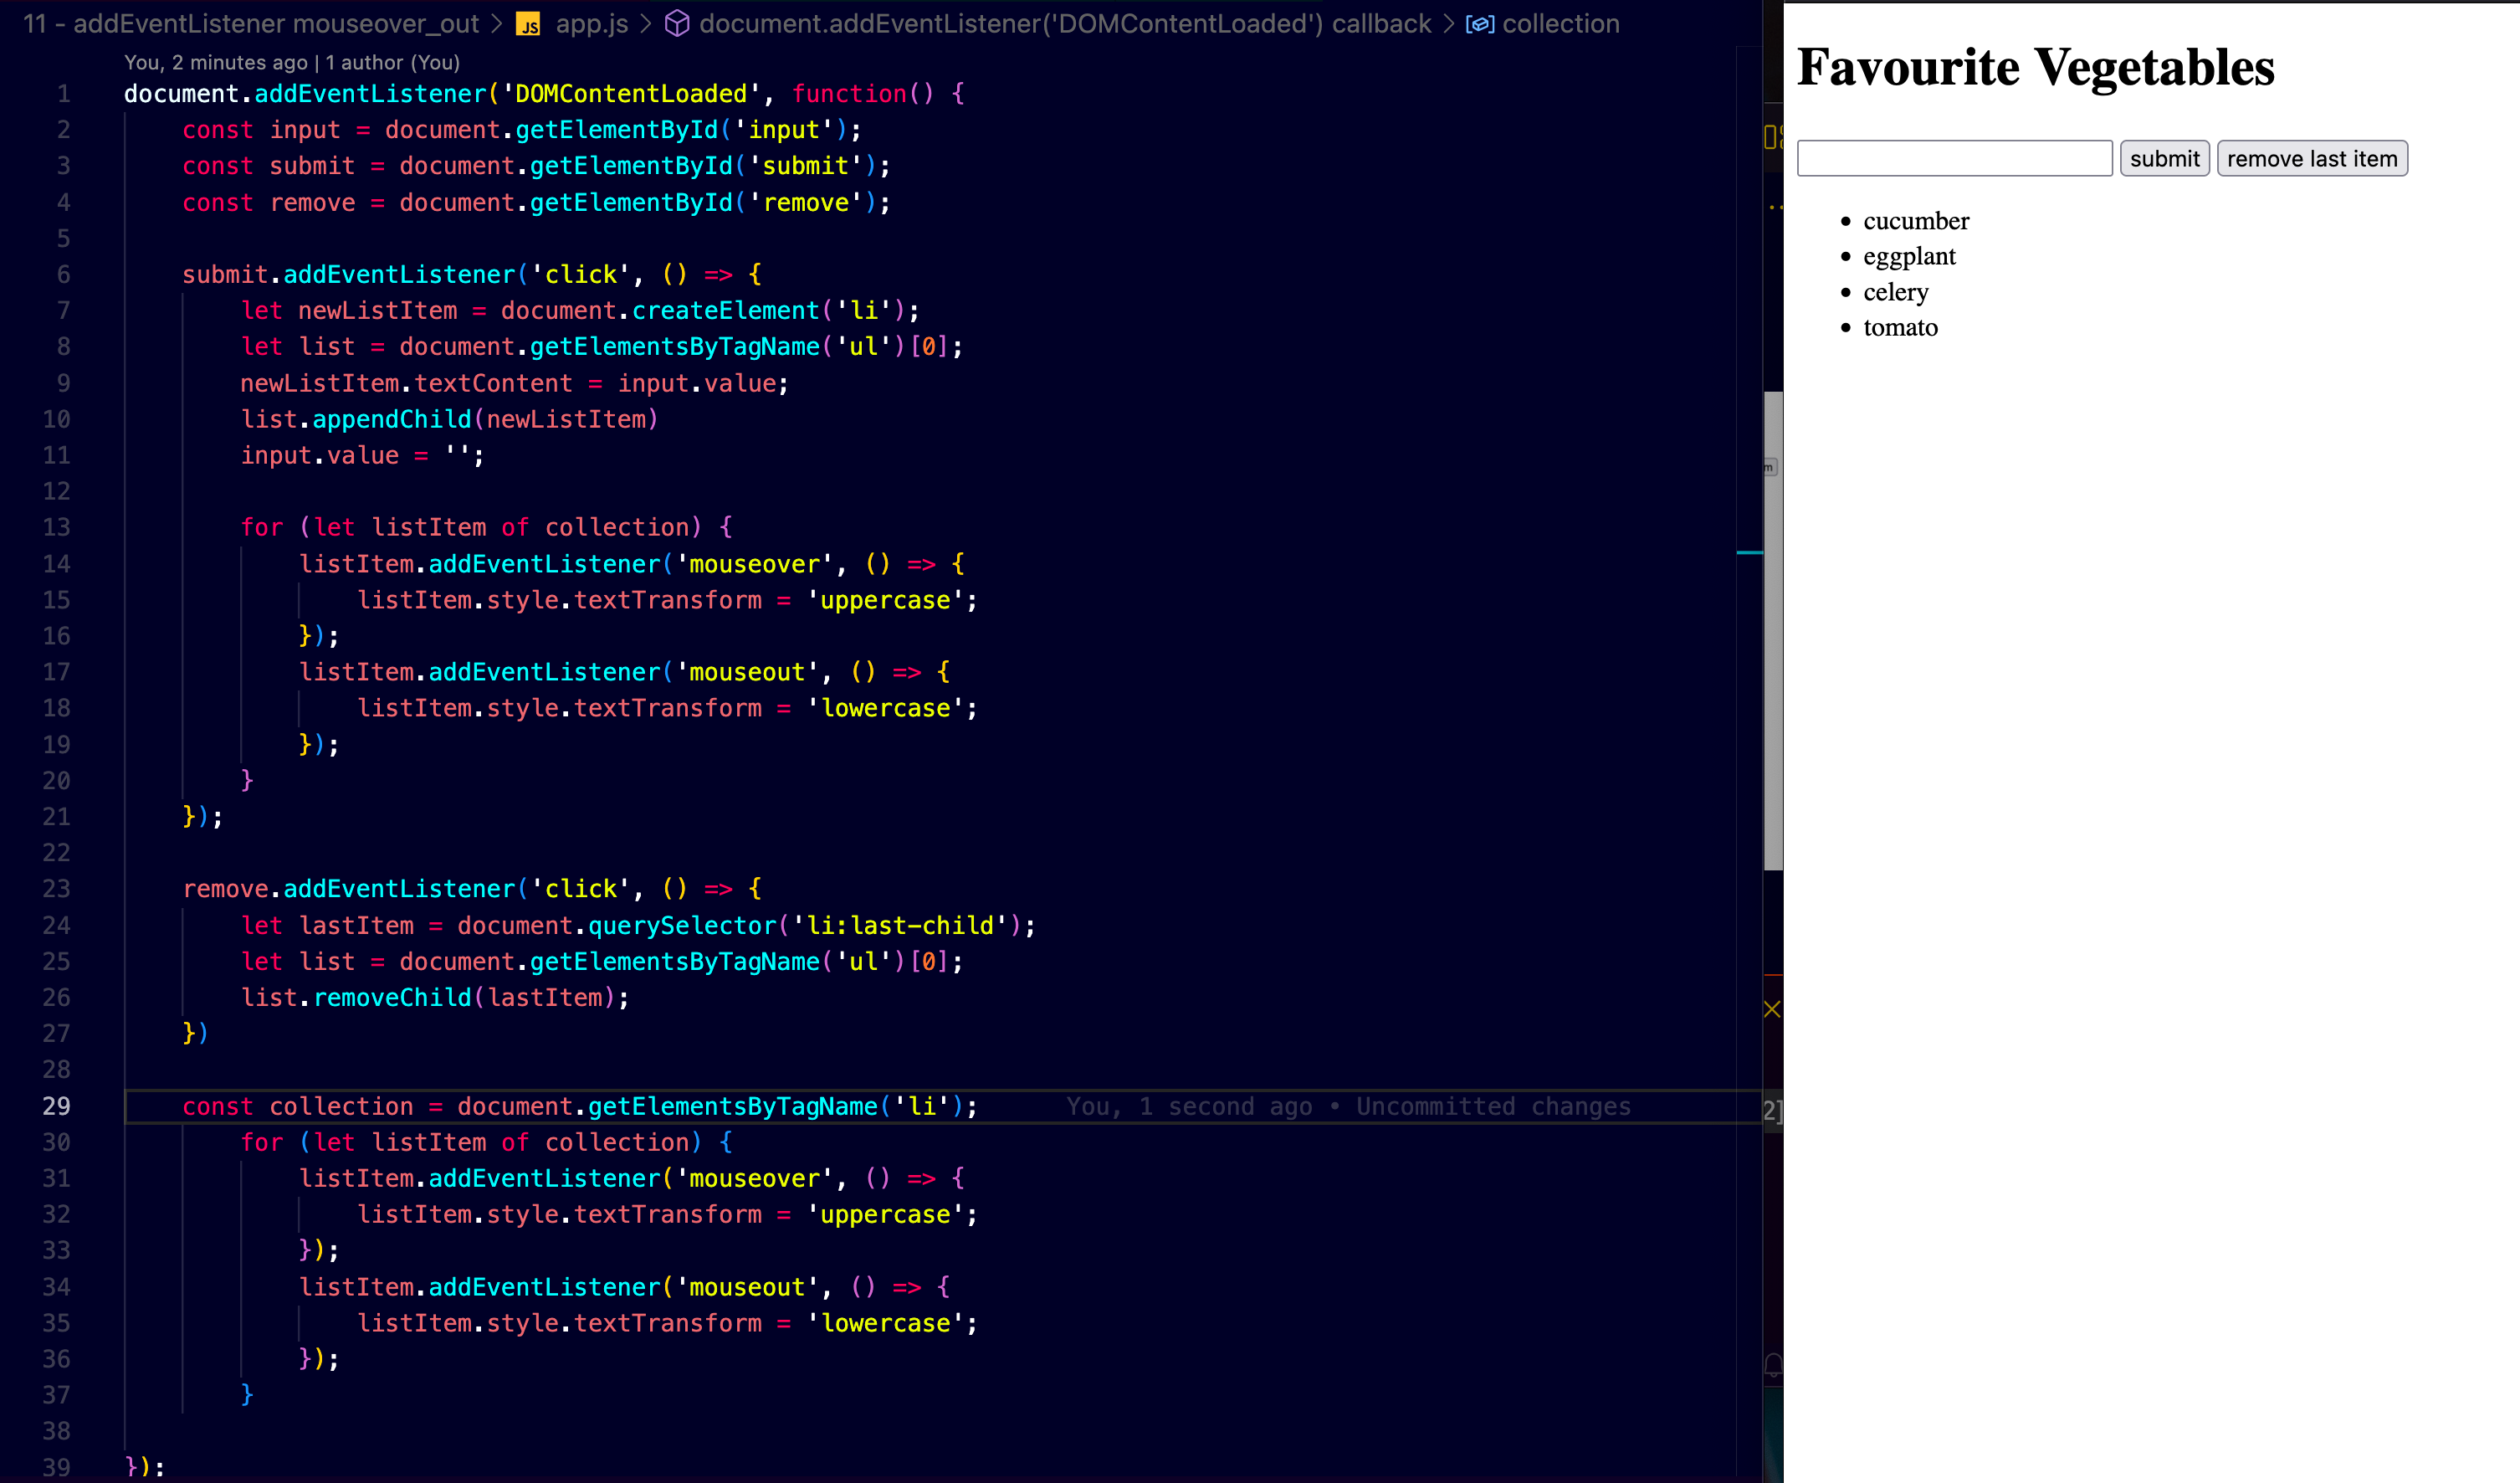 11 - addEventListener mouseover_out > JS app.js > document.addEventListener('DOMContentLoaded') callback > collection
You, 2 minutes ago | 1 author (You)
1 document.addEventListener('DOMContentLoaded', function() {
2 const input = document.getElementById('input');
3 const submit = document.getElementById('submit');
4 const remove = document.getElementById('remove');
5
6 submit.addEventListener('click', () => {
7 let newListItem = document.createElement('li');
8 let list = document.getElementsByTagName('ul')[0];
9 newListItem.textContent = input.value;
10 list.appendChild(newListItem)
11 input.value = '';
12
13 for (let listItem of collection) {
14 listItem.addEventListener('mouseover', () => {
15 listItem.style.textTransform = 'uppercase';
16 });
17 listItem.addEventListener('mouseout', () => {
18 listItem.style.textTransform = 'lowercase';
19 });
20 }
21 });
22
23 remove.addEventListener('click', () => {
24 let lastItem = document.querySelector('li:last-child');
25 let list = document.getElementsByTagName('ul')[0];
26 list.removeChild(lastItem);
27 })
28
29 const collection = document.getElementsByTagName('li'); You, 1 second ago • Uncommitted changes
30 for (let listItem of collection) {
31 listItem.addEventListener('mouseover', () => {
32 listItem.style.textTransform = 'uppercase';
33 });
34 listItem.addEventListener('mouseout', () => {
35 listItem.style.textTransform = 'lowercase';
36 });
37 }
38
39 });
m
2]
Favourite Vegetables
submit remove last item
• cucumber
• eggplant
• celery
• tomato